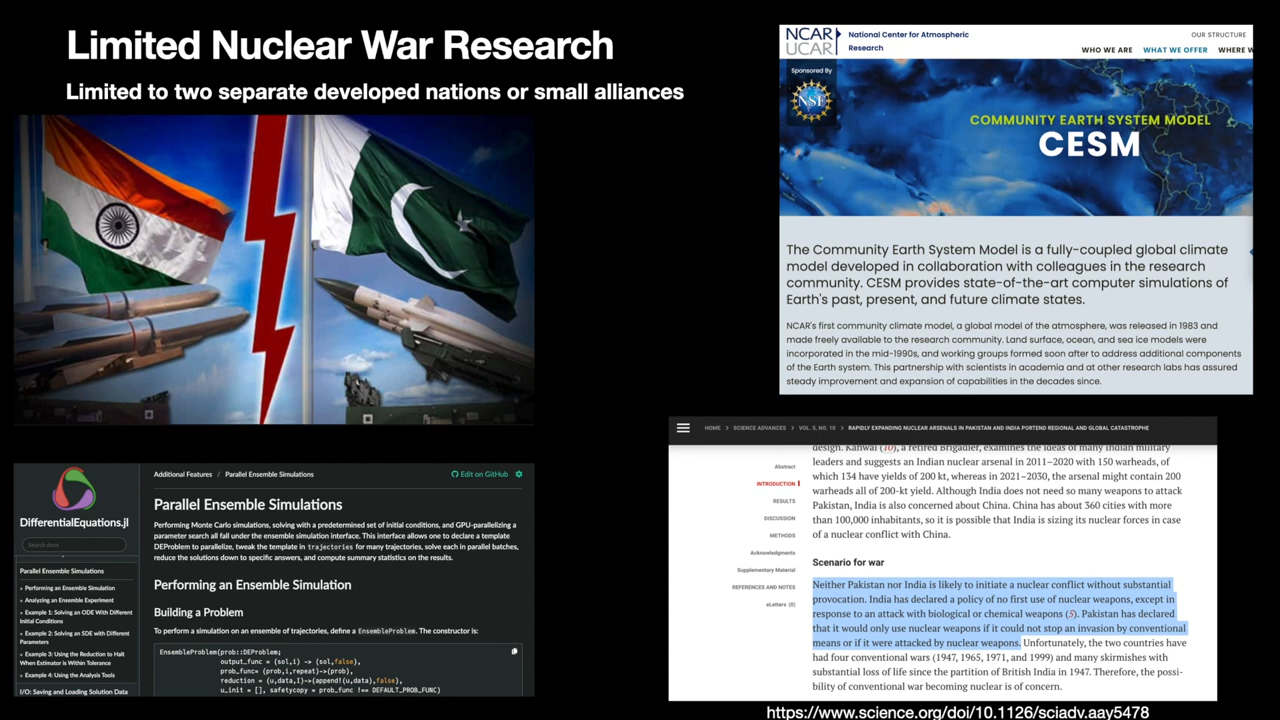 Limited Nuclear War Research
Limited to two separate developed nations or small alliances
NCAR
UCAR
National Center for Atmospheric
Research
OUR STRUCTURE
WHO WE ARE
WHAT WE OFFER
WHERE W
Sponsored By
NSF
COMMUNITY EARTH SYSTEM MODEL
CESM
The Community Earth System Model is a fully-coupled global climate
model developed in collaboration with colleagues in the research
community. CESM provides state-of-the-art computer simulations of
Earth's past, present, and future climate states.
NCAR's first community climate model, a global model of the atmosphere, was released in 1983 and
made freely available to the research community. Land surface, ocean, and sea ice models were
incorporated in the mid-1990s, and working groups formed soon after to address additional components
of the Earth system. This partnership with scientists in academia and at other research labs has assured
steady improvement and expansion of capabilities in the decades since.
DifferentialEquations.jl
Search docs
Parallel Ensemble Simulations
Performing an Ensemble Simulation
Analyzing an Ensemble Experiment
Example 1: Solving an ODE With Different
Initial Conditions
Example 2: Solving an SDE with Different
Parameters
Example 3: Using the Reduction to Halt
When Estimator is Within Tolerance
Example 4: Using the Analysis Tools
I/O: Saving and Loading Solution Data
Additional Features / Parallel Ensemble Simulations
Edit on GitHub
Parallel Ensemble Simulations
Performing Monte Carlo simulations, solving with a predetermined set of initial conditions, and GPU-parallelizing a
parameter search all fall under the ensemble simulation interface. This interface allows one to declare a template
DEProblem to parallelize, tweak the template in trajectories for many trajectories, solve each in parallel batches,
reduce the solutions down to specific answers, and compute summary statistics on the results.
Performing an Ensemble Simulation
Building a Problem
To perform a simulation on an ensemble of trajectories, define a EnsembleProblem. The constructor is:
EnsembleProblem(prob::DEProblem;
output_func = (sol,i) -> (sol,false),
prob_func= (prob,i,repeat)->(prob),
reduction = (u,data,I)->(append!(u,data),false),
u_init = [], safetycopy = prob_func !== DEFAULT_PROB_FUNC)
HOME > SCIENCE ADVANCES > VOL. 5, NO. 10 > RAPIDLY EXPANDING NUCLEAR ARSENALS IN PAKISTAN AND INDIA PORTEND REGIONAL AND GLOBAL CATASTROPHE
Abstract
INTRODUCTION
RESULTS
DISCUSSION
METHODS
Acknowledgments
Supplementary Material
REFERENCES AND NOTES
eLetters (0)
design. Kanwal (10), a retired Brigadier, examines the ideas of many Indian military
leaders and suggests an Indian nuclear arsenal in 2011–2020 with 150 warheads, of
which 134 have yields of 200 kt, whereas in 2021–2030, the arsenal might contain 200
warheads all of 200-kt yield. Although India does not need so many weapons to attack
Pakistan, India is also concerned about China. China has about 360 cities with more
than 100,000 inhabitants, so it is possible that India is sizing its nuclear forces in case
of a nuclear conflict with China.
Scenario for war
Neither Pakistan nor India is likely to initiate a nuclear conflict without substantial
provocation. India has declared a policy of no first use of nuclear weapons, except in
response to an attack with biological or chemical weapons (5). Pakistan has declared
that it would only use nuclear weapons if it could not stop an invasion by conventional
means or if it were attacked by nuclear weapons. Unfortunately, the two countries have
had four conventional wars (1947, 1965, 1971, and 1999) and many skirmishes with
substantial loss of life since the partition of British India in 1947. Therefore, the possi-
bility of conventional war becoming nuclear is of concern.
https://www.science.org/doi/10.1126/sciadv.aay5478